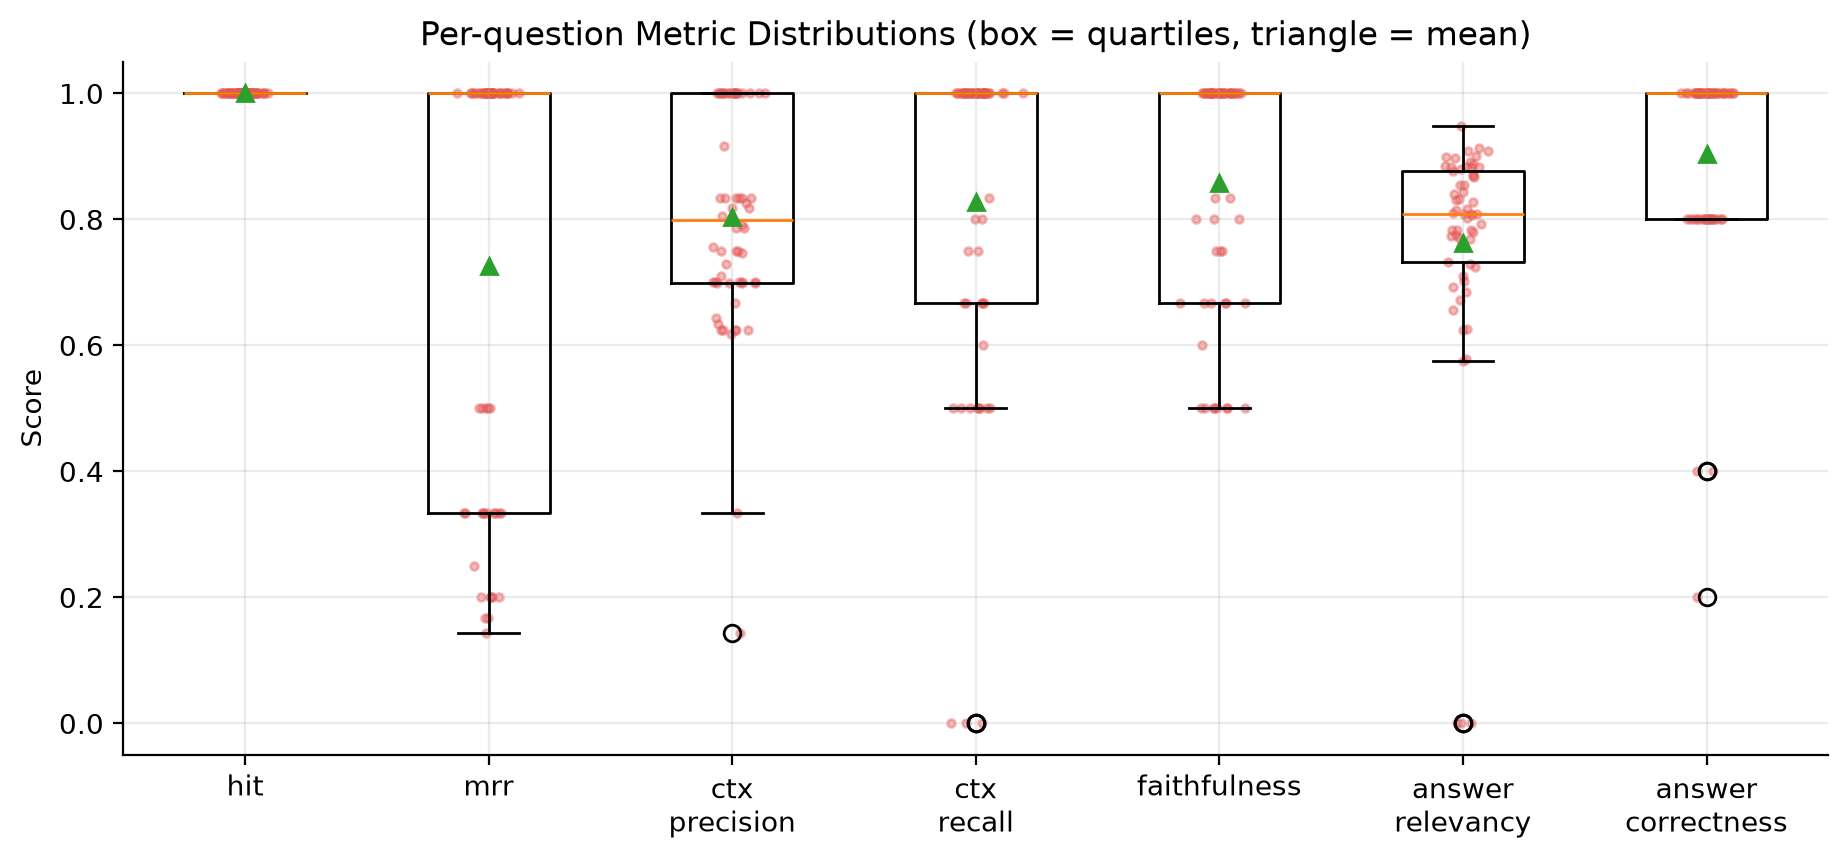 Per-question Metric Distributions (box = quartiles, triangle = mean)
Score
1.0
0.8
0.6
0.4
0.2
0.0
hit
mrr
ctx
precision
ctx
recall
faithfulness
answer
relevancy
answer
correctness